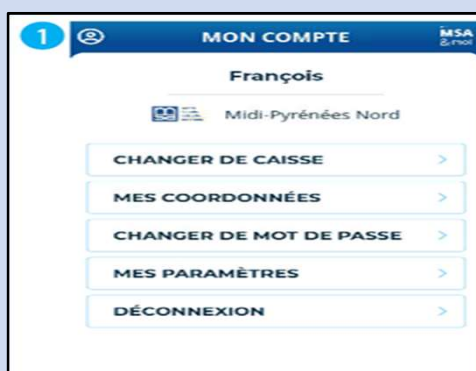 1
MON COMPTE
MSA
& moi
François
Midi-Pyrénées Nord
CHANGER DE CAISSE >
MES COORDONNÉES >
CHANGER DE MOT DE PASSE >
MES PARAMÈTRES >
DÉCONNEXION >